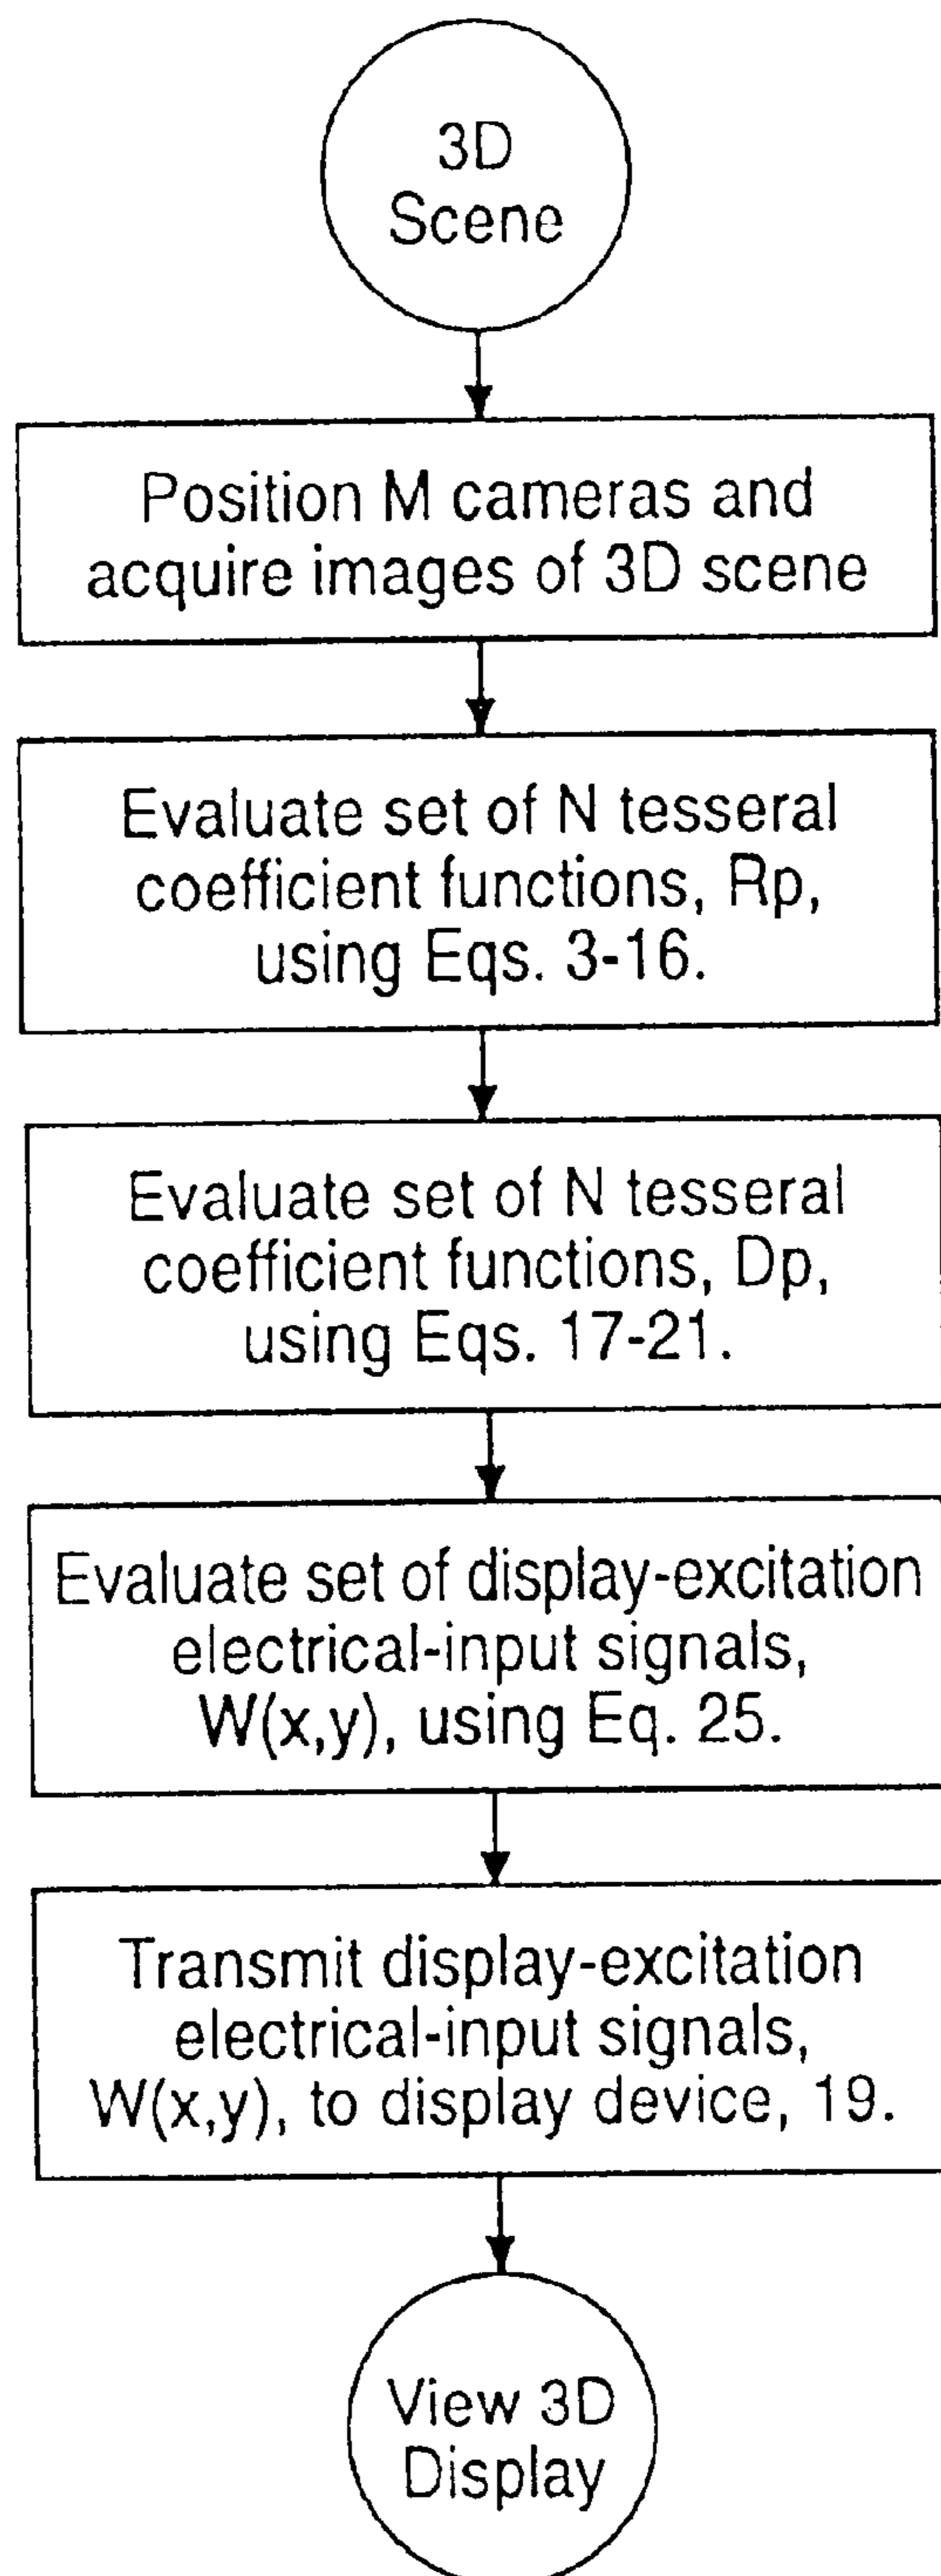 3D
Scene
Position M cameras and
acquire images of 3D scene
Evaluate set of N tesseral
coefficient functions, Rp,
using Eqs. 3-16.
Evaluate set of N tesseral
coefficient functions, Dp,
using Eqs. 17-21.
Evaluate set of display-excitation
electrical-input signals,
W(x,y), using Eq. 25.
Transmit display-excitation
electrical-input signals,
W(x,y), to display device, 19.
View 3D
Display